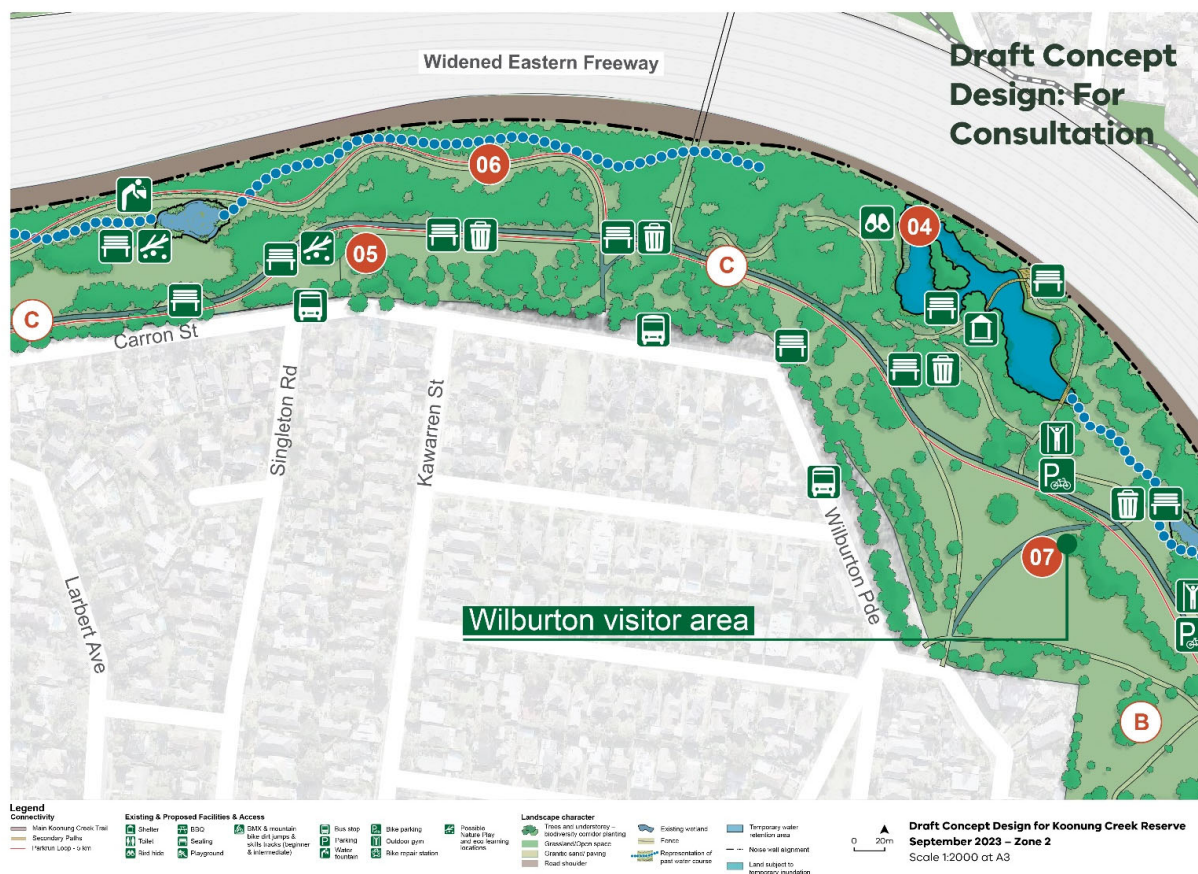 Widened Eastern Freeway
Draft Concept
Design: For
Consultation
06
04
05
C
C
Carron St
Singleton Rd
Kawarren St
Larbert Ave
Wilburton Pde
P
07
Wilburton visitor area
P
B
Legend
Connectivity
Main Koonung Creek Trail
Secondary Paths
Parkrun Loop - 5 km
Existing & Proposed Facilities & Access
Shelter
Toilet
Bird hide
BBQ
Seating
Playground
BMX & mountain
bike dirt jumps &
skills tracks (beginner
& intermediate)
Bus stop
Parking
Water
fountain
Bike parking
Outdoor gym
Bike repair station
Possible
Nature Play
and eco learning
locations
Landscape character
Trees and understorey –
biodiversity corridor planting
Grassland/Open space
Granitic sand/ paving
Road shoulder
Existing wetland
Fence
Representation of
past water course
Temporary water
retention area
Noise wall alignment
Land subject to
temporary inundation
0 20m
Draft Concept Design for Koonung Creek Reserve
September 2023 – Zone 2
Scale 1:2000 at A3